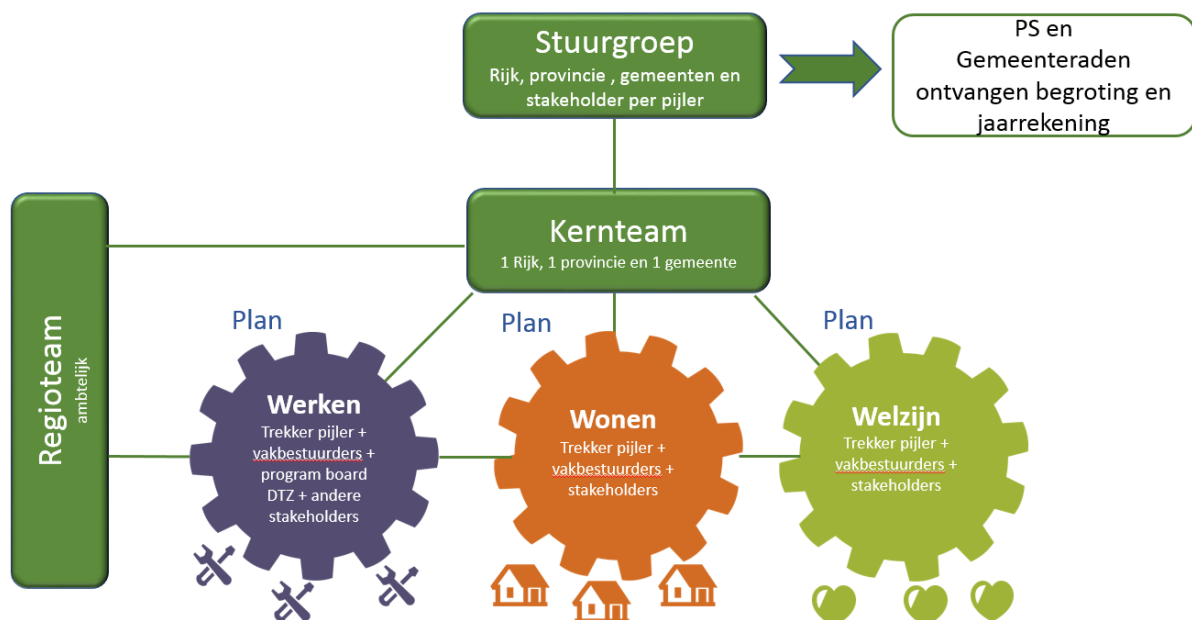 Stuurgroep
Rijk, provincie , gemeenten en
stakeholder per pijler
PS en
Gemeenteraden
ontvangen begroting en
jaarrekening
Kernteam
1 Rijk, 1 provincie en 1 gemeente
Regioteam
ambtelijk
Plan
Werken
Trekker pijler +
vakbestuurders +
program board
DTZ + andere
stakeholders
Plan
Wonen
Trekker pijler +
vakbestuurders +
stakeholders
Plan
Welzijn
Trekker pijler +
vakbestuurders +
stakeholders